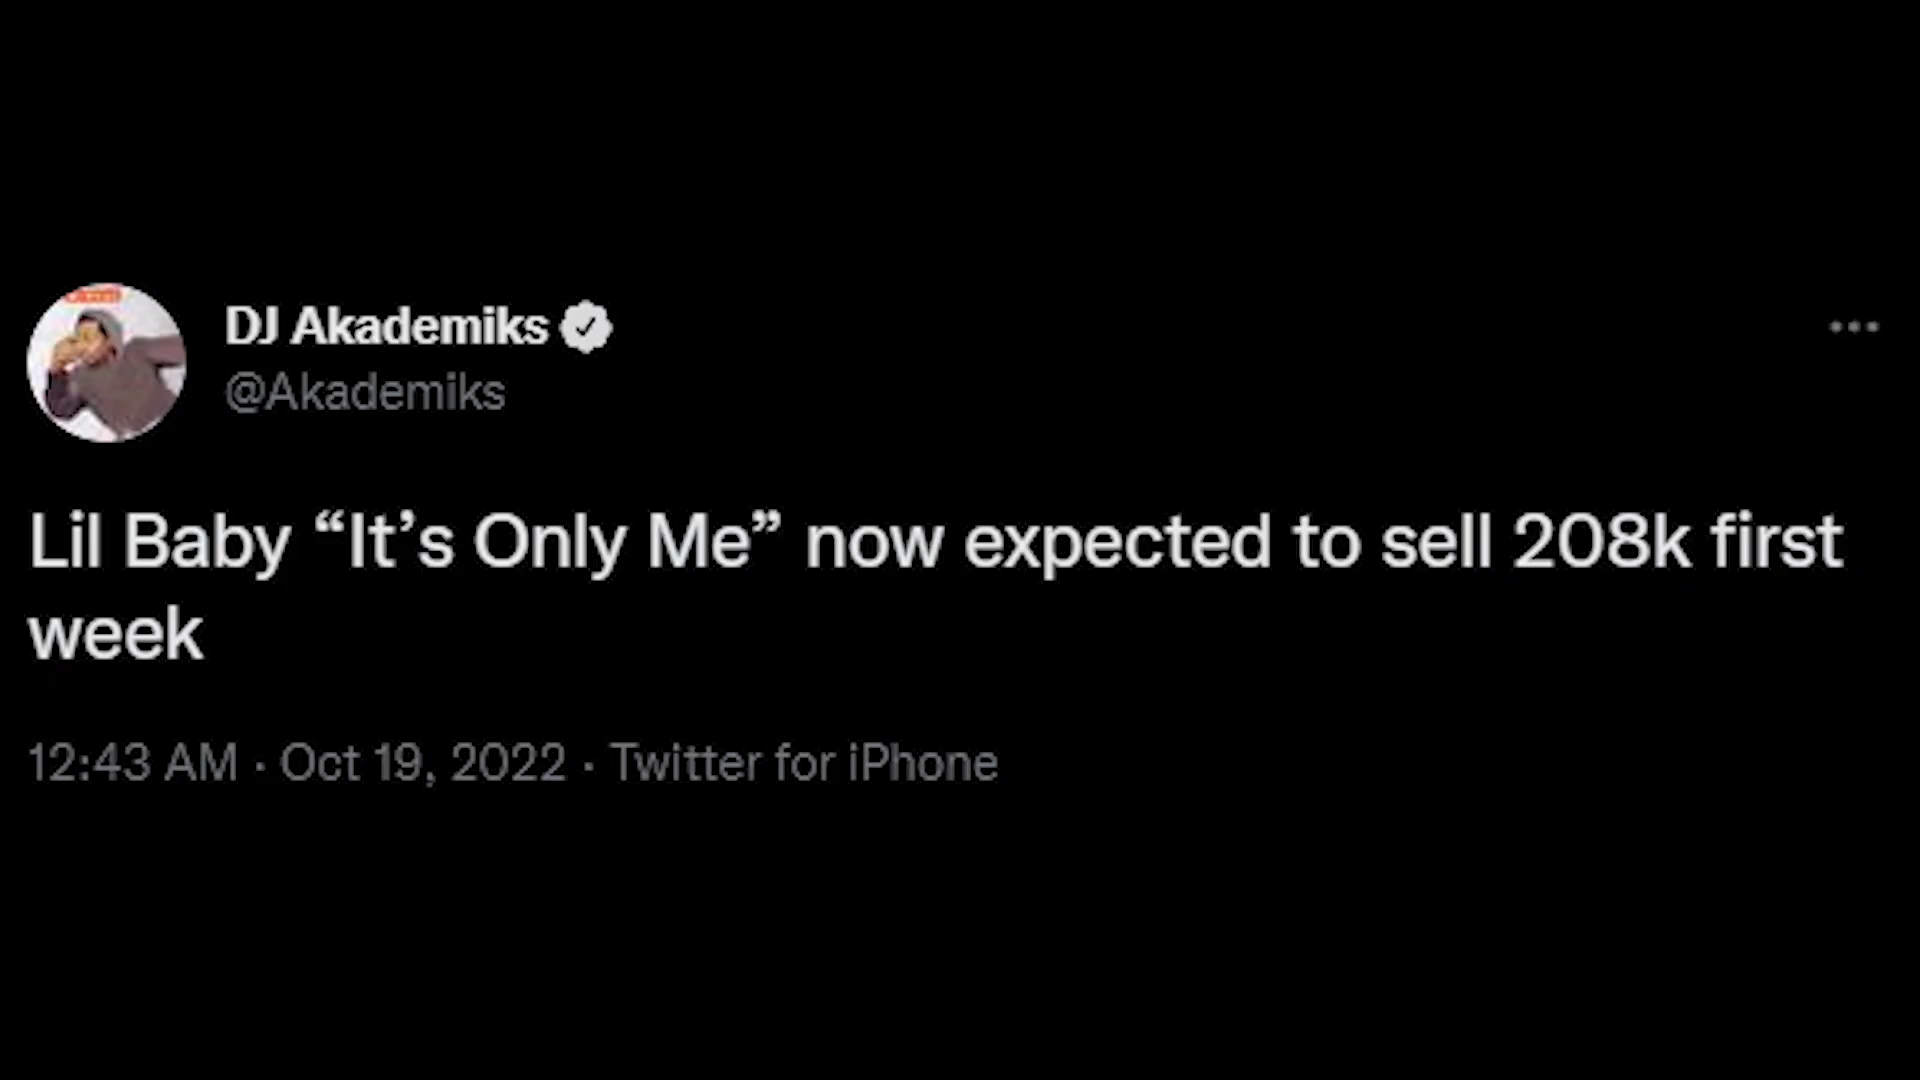 DJ Akademiks
@Akademiks
Lil Baby “It’s Only Me” now expected to sell 208k first
week
12:43 AM · Oct 19, 2022 · Twitter for iPhone